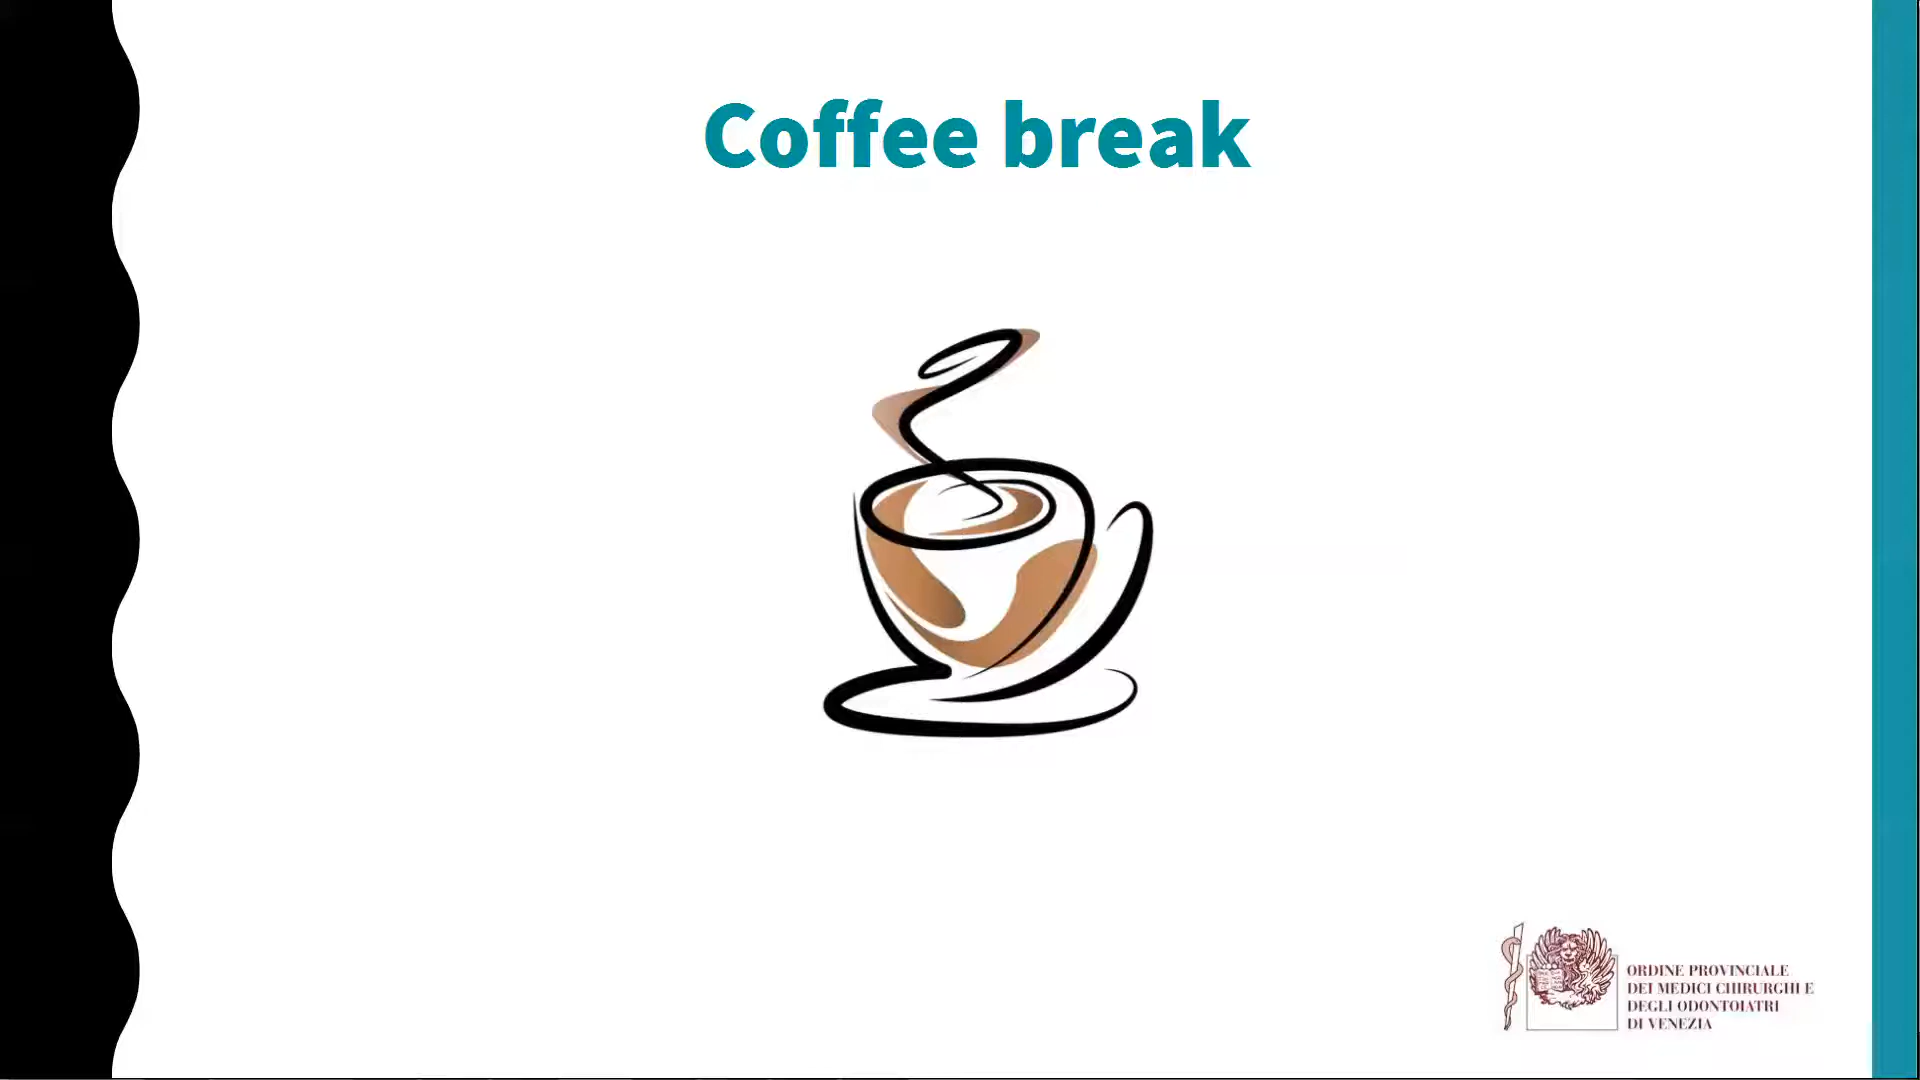 Coffee break
ORDINE PROVINCIALE
DEI MEDICI CHIRURGHI E
DEGLI ODONTOIATRI
DI VENEZIA